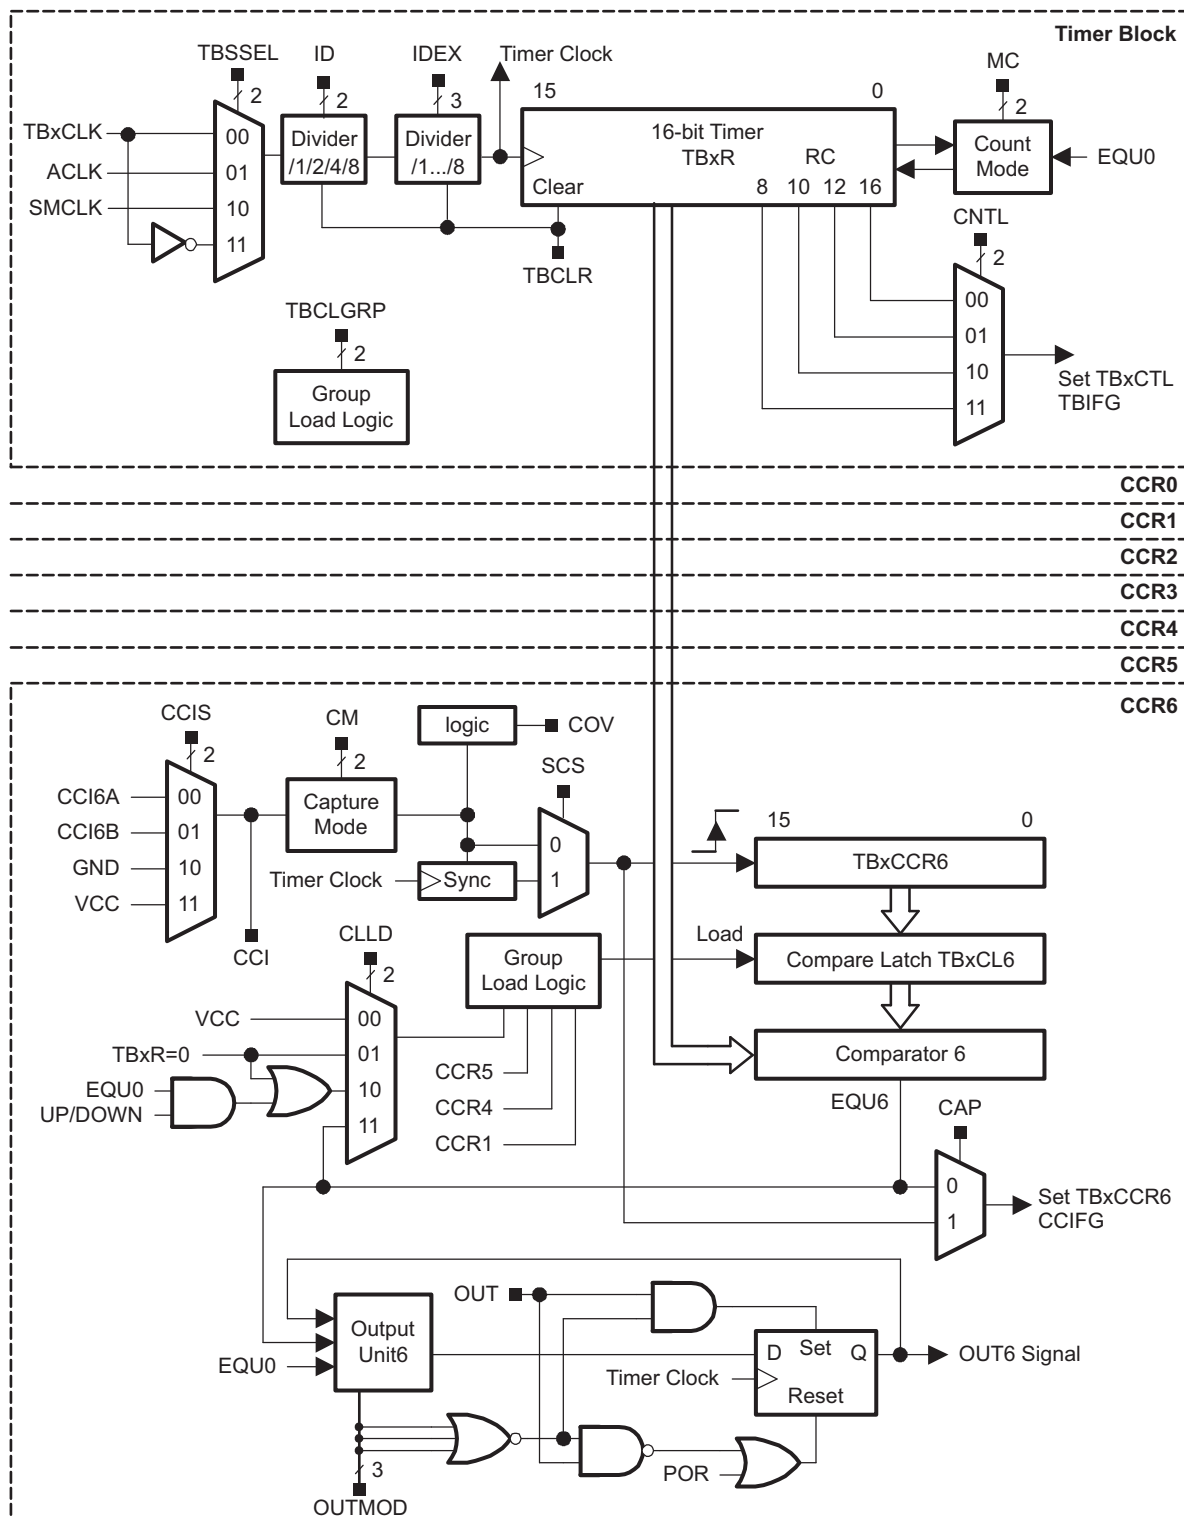 Timer Block
TBSSEL
ID
IDEX
Timer Clock
MC
2
2
3
15
0
2
TBxCLK
ACLK
SMCLK
00
01
10
11
Divider
/1/2/4/8
Divider
/1.../8
16-bit Timer
TBxR
RC
Clear
8
10
12
16
Count
Mode
EQU0
TBCLR
CNTL
2
00
01
10
11
Set TBxCTL
TBIFG
TBCLGRP
2
Group
Load Logic
CCR0
CCR1
CCR2
CCR3
CCR4
CCR5
CCR6
CCIS
2
CM
2
logic
COV
SCS
CCI6A
CCI6B
GND
VCC
00
01
10
11
Capture
Mode
Timer Clock
Sync
0
1
15
0
TBxCCR6
CCI
CLLD
2
Group
Load Logic
Load
Compare Latch TBxCL6
VCC
TBxR=0
EQU0
UP/DOWN
00
01
10
11
CCR5
CCR4
CCR1
Comparator 6
EQU6
CAP
0
1
Set TBxCCR6
CCIFG
OUT
Output
Unit6
EQU0
D
Set
Q
Timer Clock
Reset
OUT6 Signal
3
POR
OUTMOD